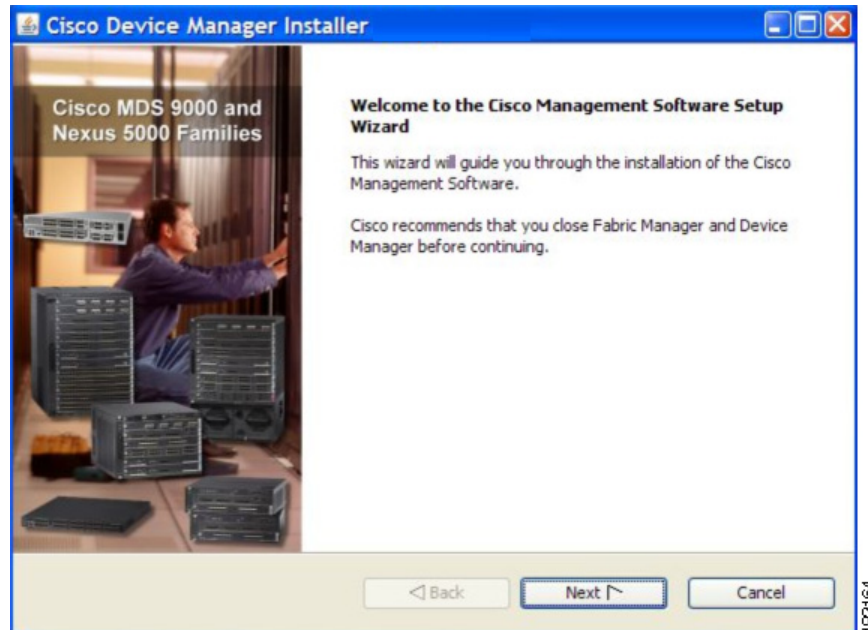 Cisco Device Manager Installer
Cisco MDS 9000 and
Nexus 5000 Families
Welcome to the Cisco Management Software Setup
Wizard
This wizard will guide you through the installation of the Cisco
Management Software.
Cisco recommends that you close Fabric Manager and Device
Manager before continuing.
Back
Next
Cancel